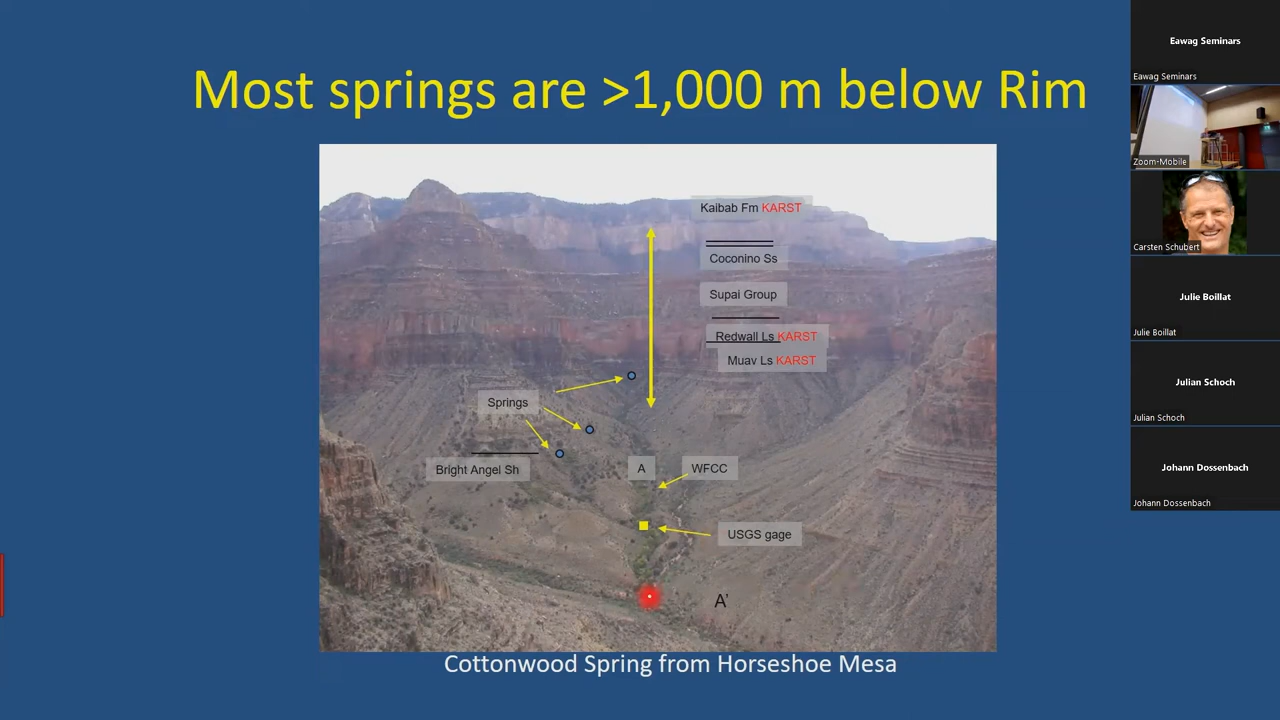 Most springs are >1,000 m below Rim
Kaibab Fm KARST
Coconino Ss
Supai Group
Redwall Ls KARST
Muav Ls KARST
Springs
Bright Angel Sh
A
WFCC
USGS gage
A'
Cottonwood Spring from Horseshoe Mesa
Eawag Seminars
Eawag Seminars
Zoom-Mobile
Carsten Schubert
Julie Boillat
Julie Boillat
Julian Schoch
Julian Schoch
Johann Dossenbach
Johann Dossenbach